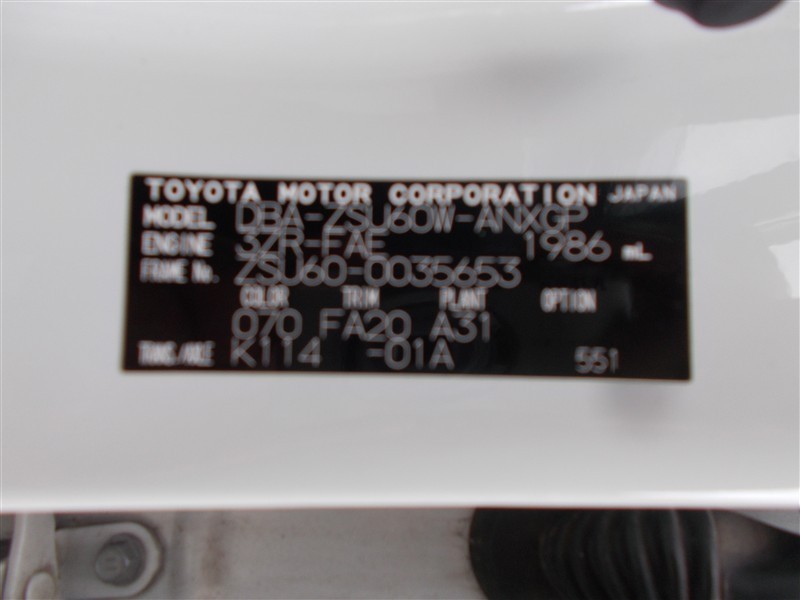 TOYOTA MOTOR CORPORATION JAPAN
MODEL DBA-ZSU60W-ANXGP
ENGINE 3ZR-FAE 1986 mL
FRAME No. ZSU60-0035653
COLOR TRIM PLANT OPTION
070 FA20 A31
TRANS/AXLE K114 -01A 551